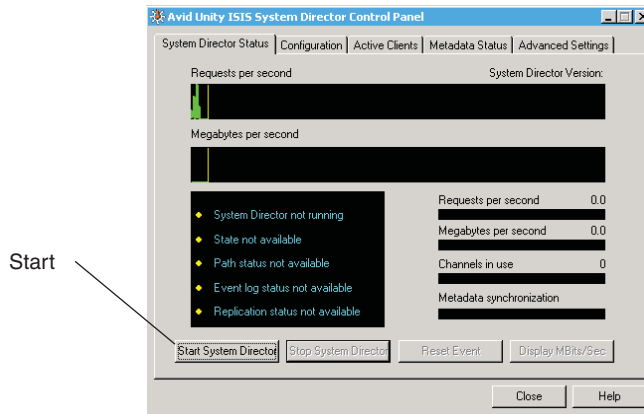 Avid Unity ISIS System Director Control Panel
System Director Status Configuration Active Clients Metadata Status Advanced Settings
Requests per second System Director Version:
Megabytes per second
System Director not running
State not available
Path status not available
Event log status not available
Replication status not available
Requests per second 0.0
Megabytes per second 0.0
Channels in use 0
Metadata synchronization
Start
Start System Director Stop System Director Reset Event Display MBits/Sec
Close Help